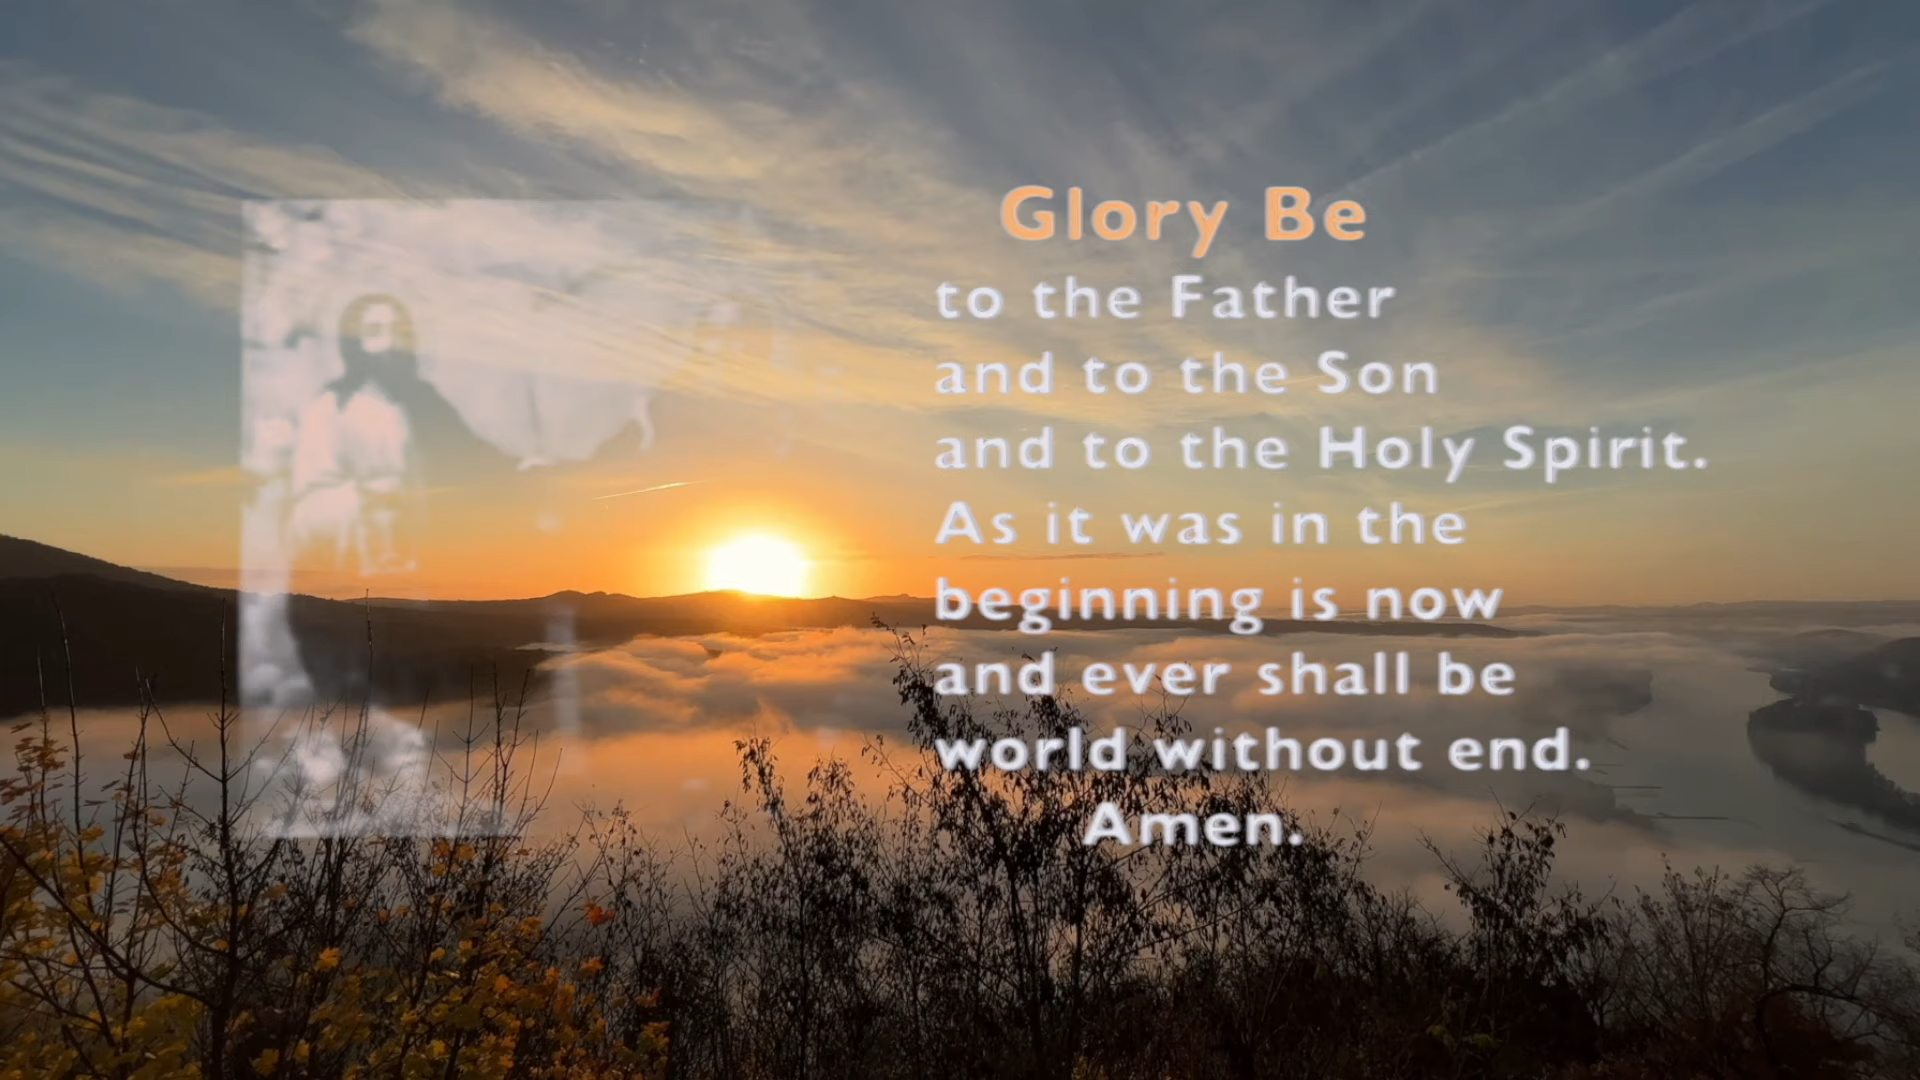 Glory Be
to the Father
and to the Son
and to the Holy Spirit.
As it was in the
beginning is now
and ever shall be
world without end.
Amen.